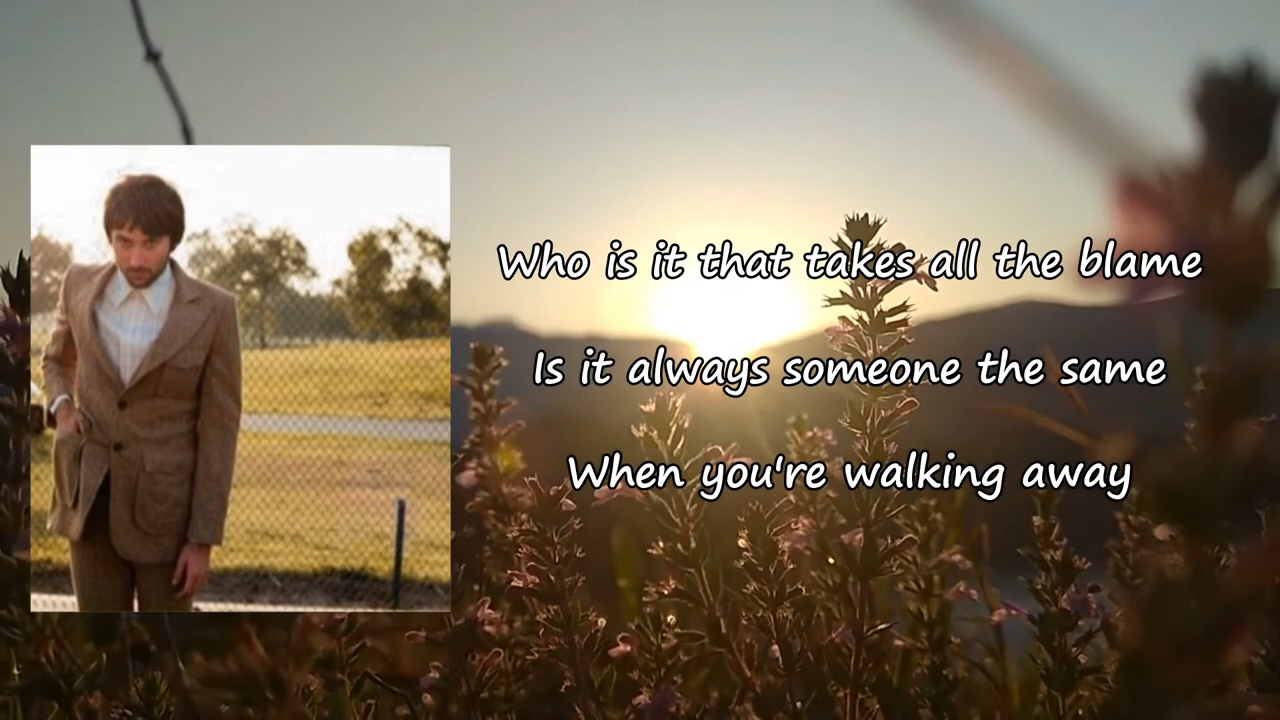 Who is it that takes all the blame
Is it always someone the same
When you're walking away